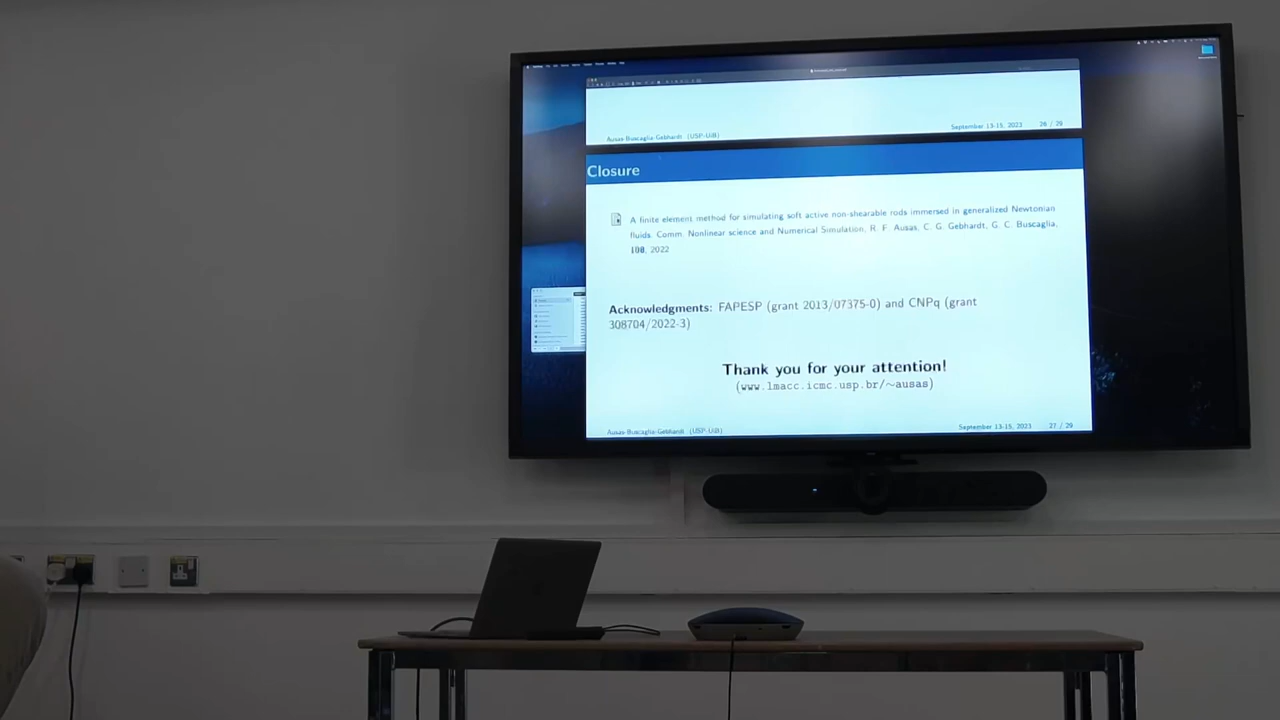 Ausas-Buscaglia-Gebhardt (USP-UiB)
September 13-15, 2023 26 / 29
Closure
A finite element method for simulating soft active non-shearable rods immersed in generalized Newtonian
fluids. Comm. Nonlinear science and Numerical Simulation, R. F. Ausas, C. G. Gebhardt, G. C. Buscaglia,
108, 2022
Acknowledgments: FAPESP (grant 2013/07375-0) and CNPq (grant
308704/2022-3)
Thank you for your attention!
(www.lmacc.icmc.usp.br/~ausas)
Ausas-Buscaglia-Gebhardt (USP-UiB)
September 13-15, 2023 27 / 29